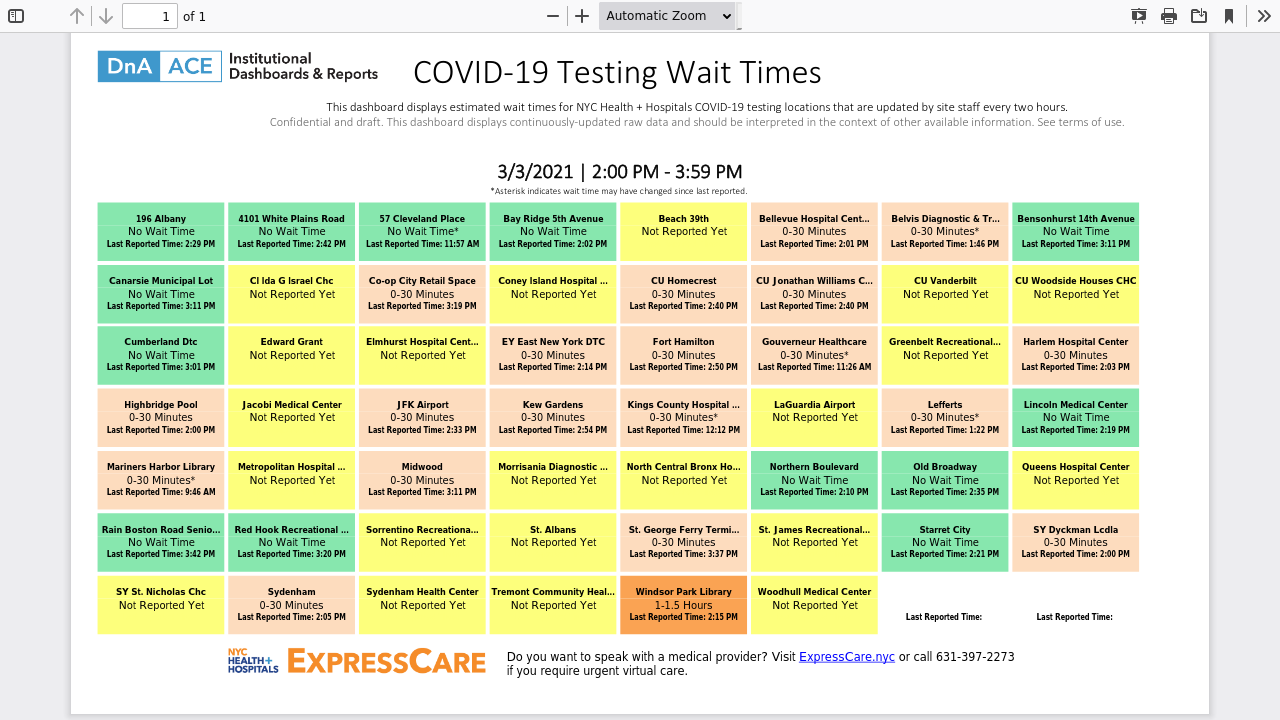 1 of 1
Automatic Zoom
DnA ACE Institutional
Dashboards & Reports
COVID-19 Testing Wait Times
This dashboard displays estimated wait times for NYC Health + Hospitals COVID-19 testing locations that are updated by site staff every two hours.
Confidential and draft. This dashboard displays continuously-updated raw data and should be interpreted in the context of other available information. See terms of use.
3/3/2021 | 2:00 PM - 3:59 PM
*Asterisk indicates wait time may have changed since last reported.
196 Albany
No Wait Time
Last Reported Time: 2:29 PM
4101 White Plains Road
No Wait Time
Last Reported Time: 2:42 PM
57 Cleveland Place
No Wait Time*
Last Reported Time: 11:57 AM
Bay Ridge 5th Avenue
No Wait Time
Last Reported Time: 2:02 PM
Beach 39th
Not Reported Yet
Bellevue Hospital Cent...
0-30 Minutes
Last Reported Time: 2:01 PM
Belvis Diagnostic & Tr...
0-30 Minutes*
Last Reported Time: 1:46 PM
Bensonhurst 14th Avenue
No Wait Time
Last Reported Time: 3:11 PM
Canarsie Municipal Lot
No Wait Time
Last Reported Time: 3:11 PM
Cl Ida G Israel Chc
Not Reported Yet
Co-op City Retail Space
0-30 Minutes
Last Reported Time: 3:19 PM
Coney Island Hospital ...
Not Reported Yet
CU Homecrest
0-30 Minutes
Last Reported Time: 2:40 PM
CU Jonathan Williams C...
0-30 Minutes
Last Reported Time: 2:40 PM
CU Vanderbilt
Not Reported Yet
CU Woodside Houses CHC
Not Reported Yet
Cumberland Dtc
No Wait Time
Last Reported Time: 3:01 PM
Edward Grant
Not Reported Yet
Elmhurst Hospital Cent...
Not Reported Yet
EY East New York DTC
0-30 Minutes
Last Reported Time: 2:14 PM
Fort Hamilton
0-30 Minutes
Last Reported Time: 2:50 PM
Gouverneur Healthcare
0-30 Minutes*
Last Reported Time: 11:26 AM
Greenbelt Recreational...
Not Reported Yet
Harlem Hospital Center
0-30 Minutes
Last Reported Time: 2:03 PM
Highbridge Pool
0-30 Minutes
Last Reported Time: 2:00 PM
Jacobi Medical Center
Not Reported Yet
JFK Airport
0-30 Minutes
Last Reported Time: 2:33 PM
Kew Gardens
0-30 Minutes
Last Reported Time: 2:54 PM
Kings County Hospital ...
0-30 Minutes*
Last Reported Time: 12:12 PM
LaGuardia Airport
Not Reported Yet
Lefferts
0-30 Minutes*
Last Reported Time: 1:22 PM
Lincoln Medical Center
No Wait Time
Last Reported Time: 2:19 PM
Mariners Harbor Library
0-30 Minutes*
Last Reported Time: 9:46 AM
Metropolitan Hospital ...
Not Reported Yet
Midwood
0-30 Minutes
Last Reported Time: 3:11 PM
Morrisania Diagnostic ...
Not Reported Yet
North Central Bronx Ho...
Not Reported Yet
Northern Boulevard
No Wait Time
Last Reported Time: 2:10 PM
Old Broadway
No Wait Time
Last Reported Time: 2:35 PM
Queens Hospital Center
Not Reported Yet
Rain Boston Road Senio...
No Wait Time
Last Reported Time: 3:42 PM
Red Hook Recreational ...
No Wait Time
Last Reported Time: 3:20 PM
Sorrentino Recreationa...
Not Reported Yet
St. Albans
Not Reported Yet
St. George Ferry Termi...
0-30 Minutes
Last Reported Time: 3:37 PM
St. James Recreational...
Not Reported Yet
Starret City
No Wait Time
Last Reported Time: 2:21 PM
SY Dyckman Lcdla
0-30 Minutes
Last Reported Time: 2:00 PM
SY St. Nicholas Chc
Not Reported Yet
Sydenham
0-30 Minutes
Last Reported Time: 2:05 PM
Sydenham Health Center
Not Reported Yet
Tremont Community Heal...
Not Reported Yet
Windsor Park Library
1-1.5 Hours
Last Reported Time: 2:15 PM
Woodhull Medical Center
Not Reported Yet
Last Reported Time:
Last Reported Time:
NYC
HEALTH+
HOSPITALS
EXPRESSCARE
Do you want to speak with a medical provider? Visit ExpressCare.nyc or call 631-397-2273
if you require urgent virtual care.